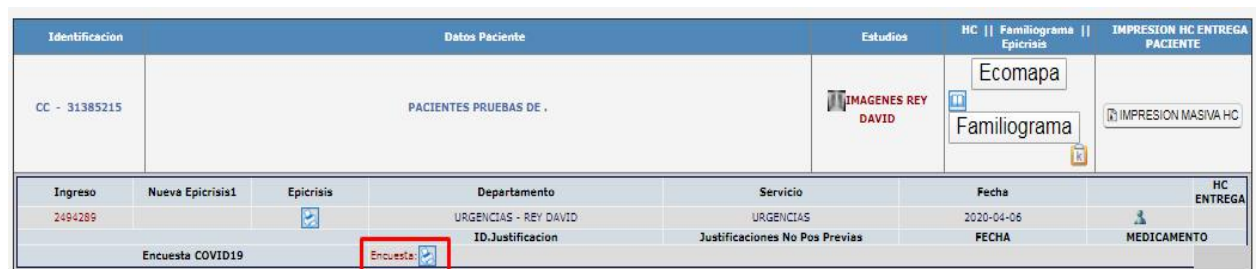 Identificacion Datos Paciente Estudios HC || Familiograma || Epicrisis IMPRESION HC ENTREGA PACIENTE
CC - 31385215 PACIENTES PRUEBAS DE . IMAGENES REY DAVID Ecomapa Familiograma IMPRESION MASIVA HC
Ingreso Nueva Epicrisis1 Epicrisis Departamento Servicio Fecha HC ENTREGA
2494289 URGENCIAS - REY DAVID URGENCIAS 2020-04-06
ID.Justificacion Justificaciones No Pos Previas FECHA MEDICAMENTO
Encuesta COVID19 Encuesta: